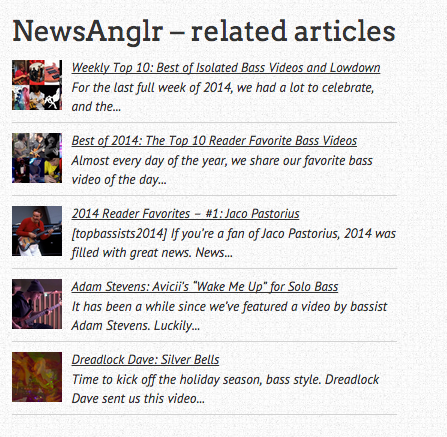 NewsAnglr – related articles
Weekly Top 10: Best of Isolated Bass Videos and Lowdown
For the last full week of 2014, we had a lot to celebrate,
and the...
Best of 2014: The Top 10 Reader Favorite Bass Videos
Almost every day of the year, we share our favorite bass
video of the day...
2014 Reader Favorites – #1: Jaco Pastorius
[topbassists2014] If you're a fan of Jaco Pastorius, 2014 was
filled with great news. News...
Adam Stevens: Avicii's “Wake Me Up” for Solo Bass
It has been a while since we've featured a video by bassist
Adam Stevens. Luckily...
Dreadlock Dave: Silver Bells
Time to kick off the holiday season, bass style. Dreadlock
Dave sent us this video...